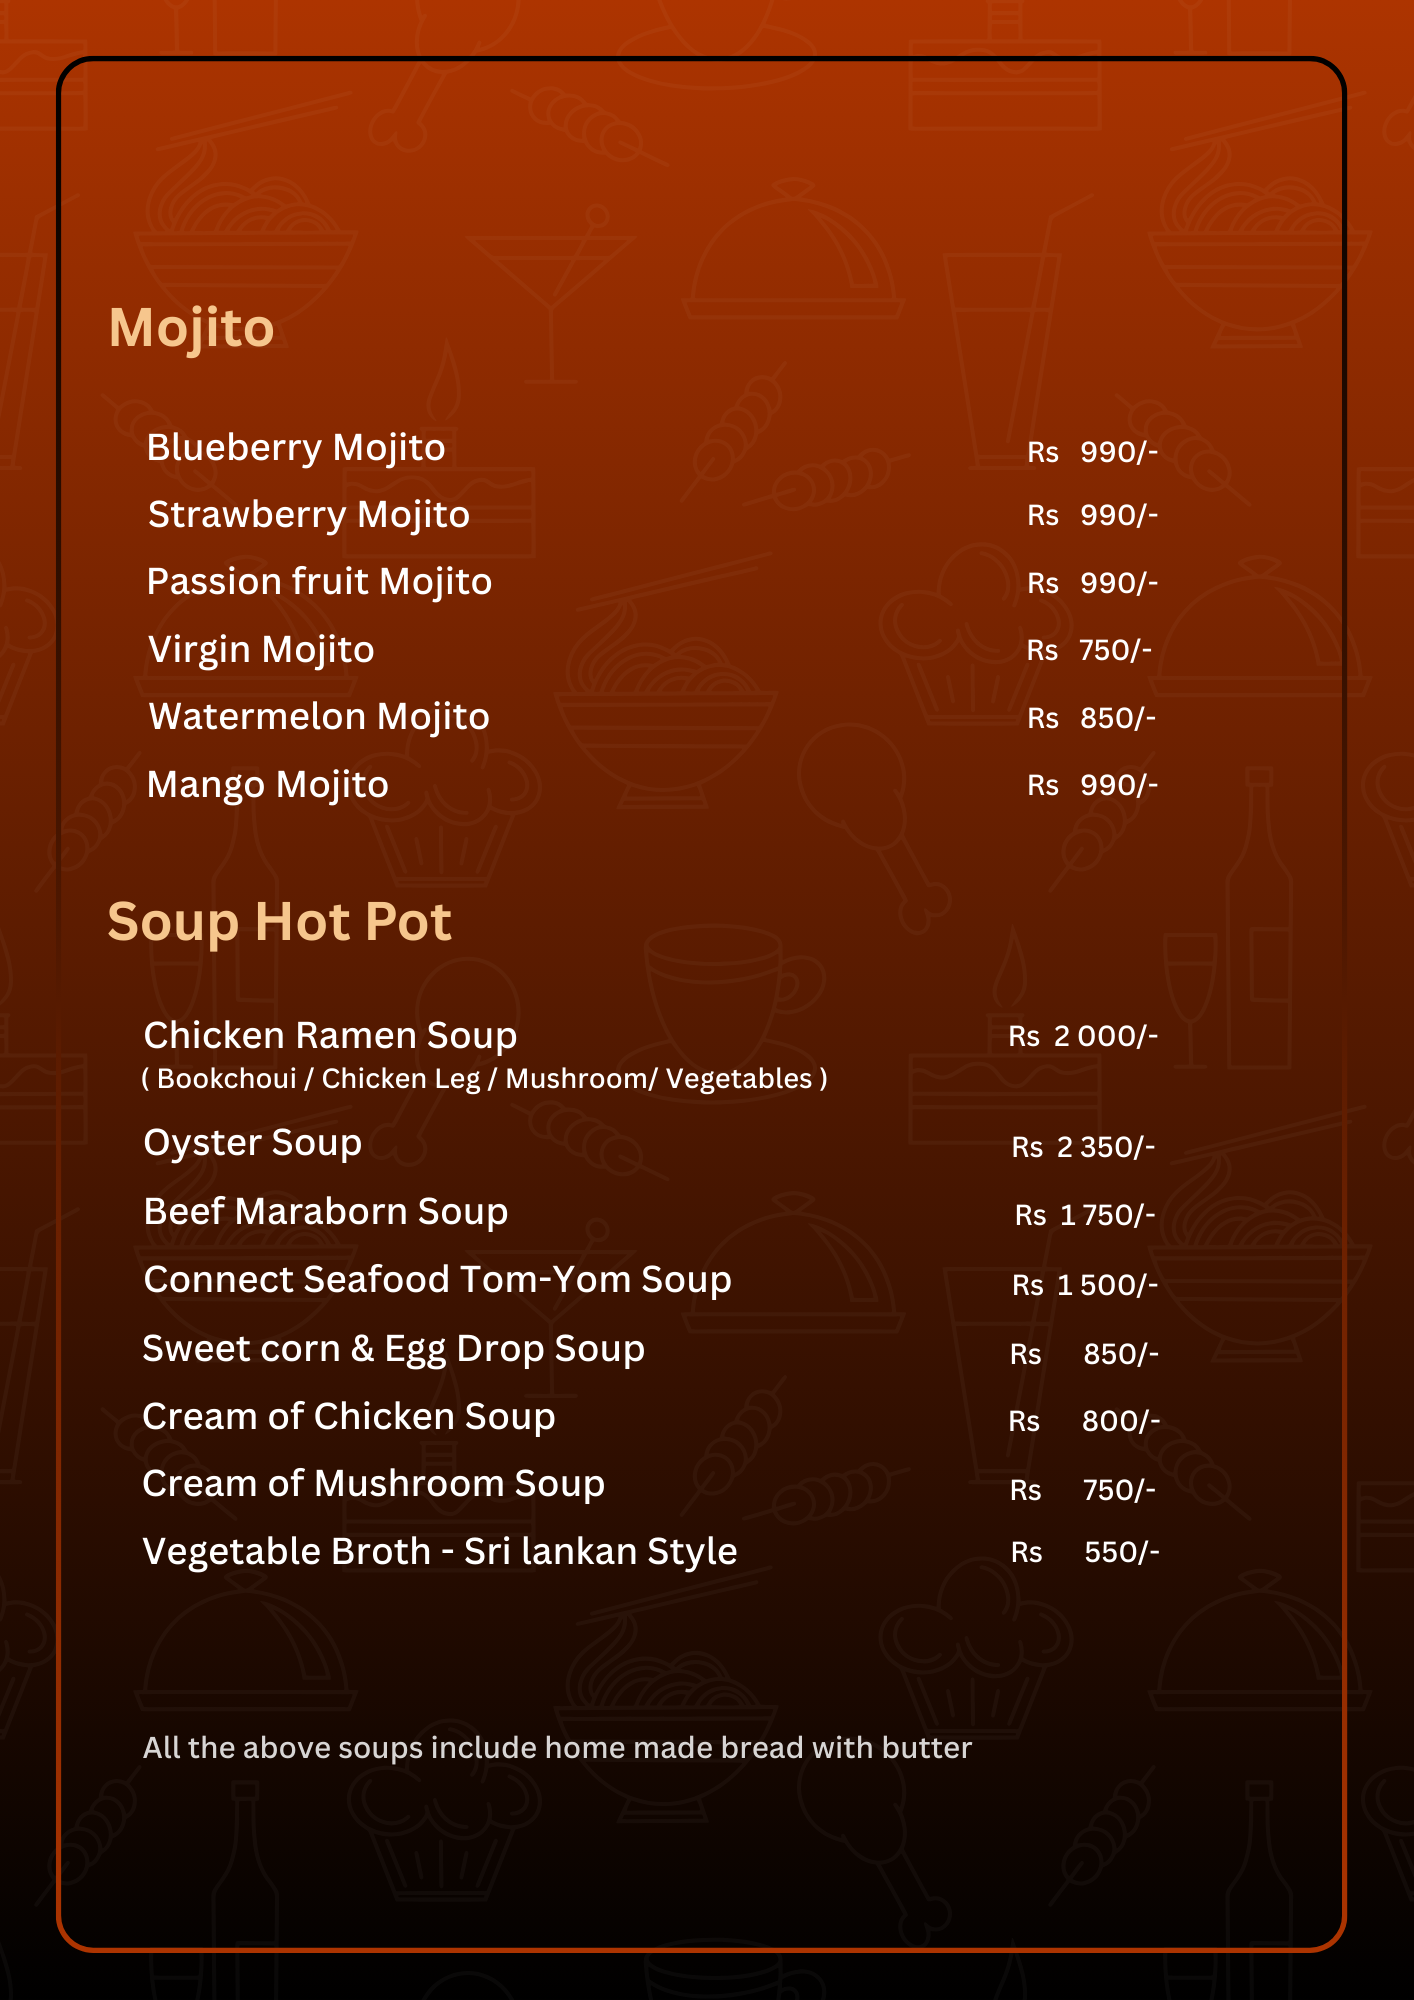 Mojito
Blueberry Mojito Rs 990/-
Strawberry Mojito Rs 990/-
Passion fruit Mojito Rs 990/-
Virgin Mojito Rs 750/-
Watermelon Mojito Rs 850/-
Mango Mojito Rs 990/-
Soup Hot Pot
Chicken Ramen Soup Rs 2 000/-
( Bookchoui / Chicken Leg / Mushroom/ Vegetables )
Oyster Soup Rs 2 350/-
Beef Maraborn Soup Rs 1 750/-
Connect Seafood Tom-Yom Soup Rs 1 500/-
Sweet corn & Egg Drop Soup Rs 850/-
Cream of Chicken Soup Rs 800/-
Cream of Mushroom Soup Rs 750/-
Vegetable Broth - Sri lankan Style Rs 550/-
All the above soups include home made bread with butter